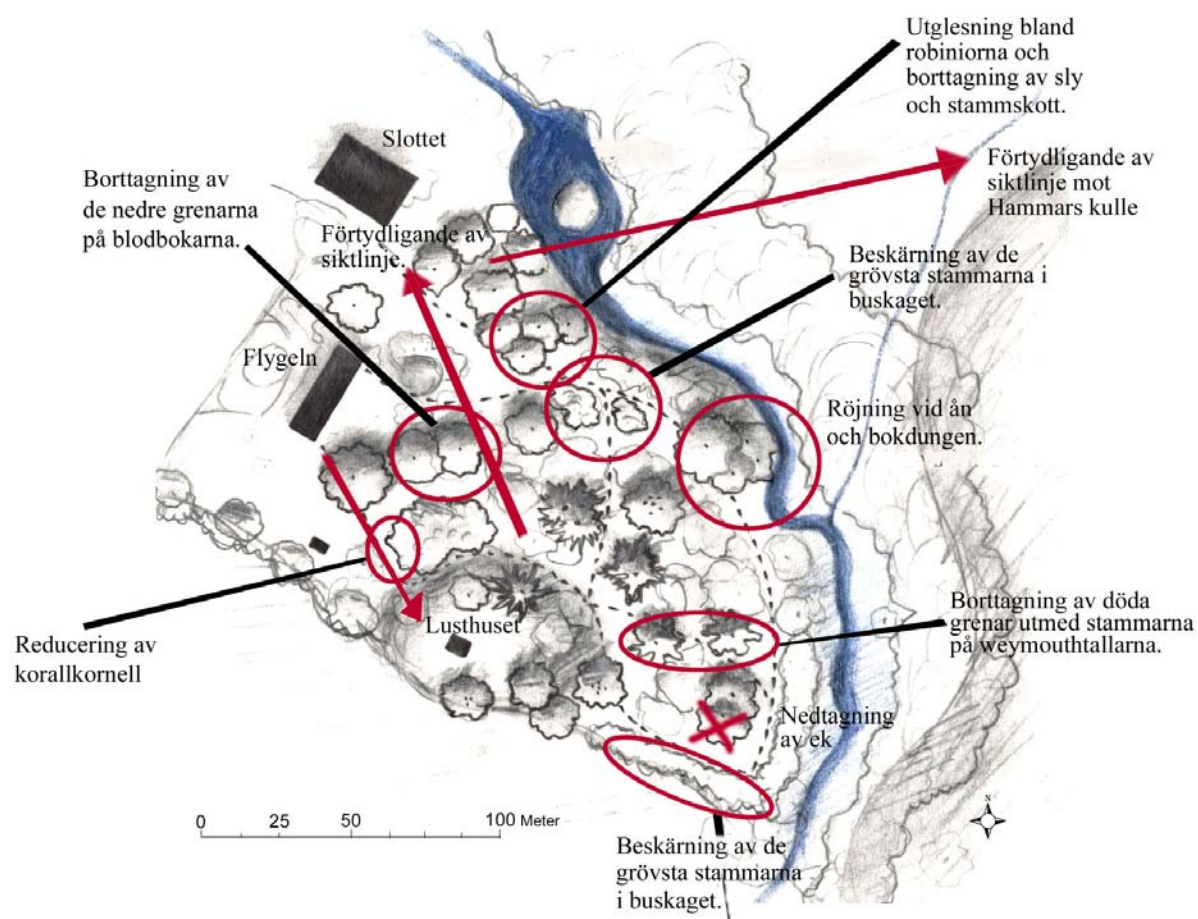 Utglesning bland
robiniorna och
borttagning av sly
och stammskott.
Slottet
Borttagning av
de nedre grenarna
på blodbokarna.
Förtydligande av
siktlinje mot
Hammars kulle
Förtydligande av
siktlinje.
Beskärning av de
grövsta stammarna i
buskaget.
Flygeln
Röjning vid ån
och bokdungen.
Lusthuset
Reducering av
korallkornell
Borttagning av döda
grenar utmed stammarna
på weymouthtallarna.
Nedtagning
av ek
0 25 50 100 Meter
N
Beskärning av de
grövsta stammarna
i buskaget.